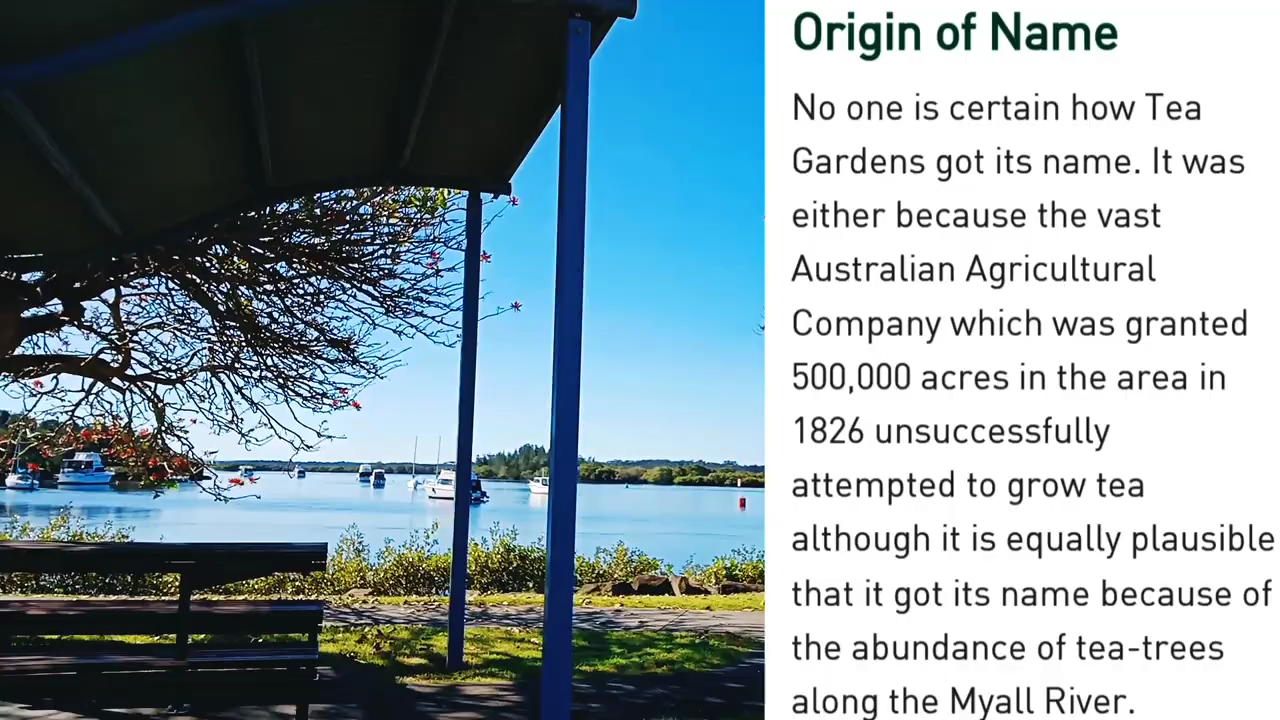 Origin of Name
No one is certain how Tea
Gardens got its name. It was
either because the vast
Australian Agricultural
Company which was granted
500,000 acres in the area in
1826 unsuccessfully
attempted to grow tea
although it is equally plausible
that it got its name because of
the abundance of tea-trees
along the Myall River.